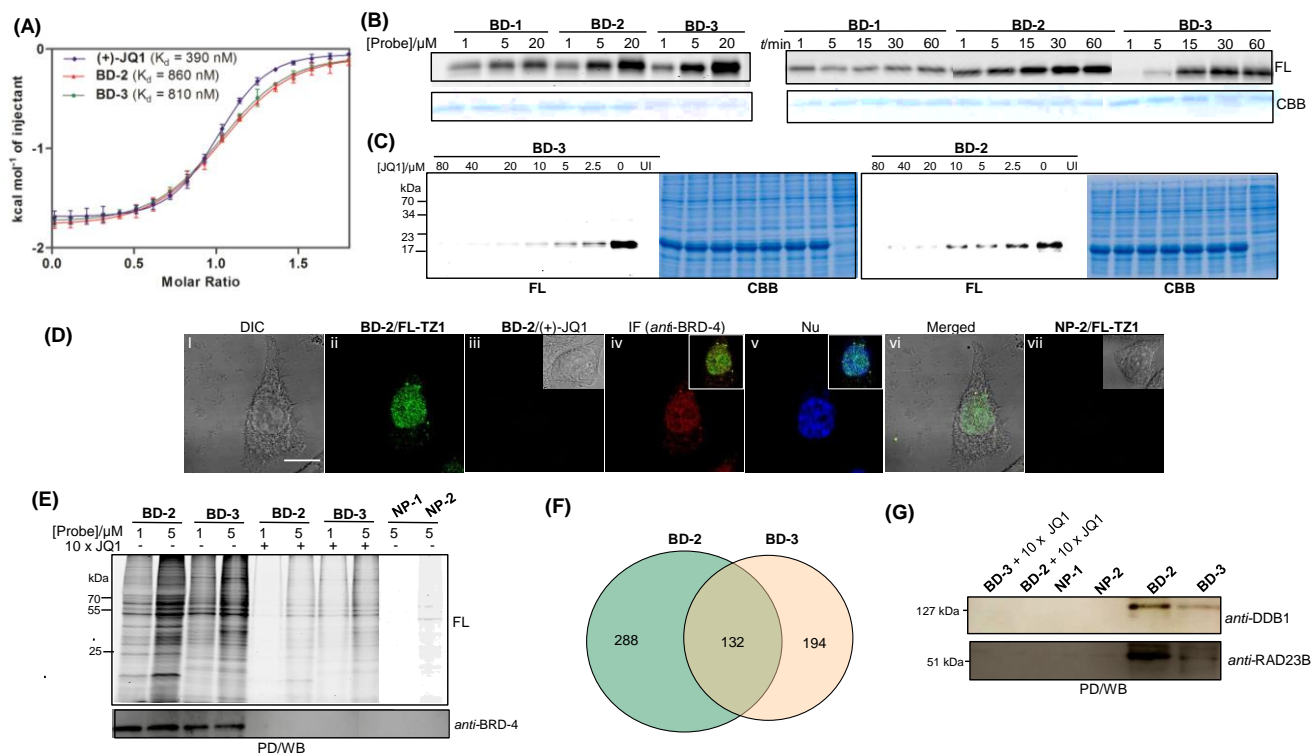 (A)
(+)-JQ1 (Kd = 390 nM)
BD-2 (Kd = 860 nM)
BD-3 (Kd = 810 nM)
kcal mol-1 of injectant
0
-1
-2
0.0 0.5 1.0 1.5
Molar Ratio
(B)
BD-1 BD-2 BD-3
[Probe]/μM 1 5 20 1 5 20 1 5 20
BD-1 BD-2 BD-3
t/min 1 5 15 30 60 1 5 15 30 60 1 5 15 30 60
FL
CBB
(C)
BD-3
[JQ1]/μM 80 40 20 10 5 2.5 0 UI
kDa
70
34
23
17
FL CBB
BD-2
80 40 20 10 5 2.5 0 UI
FL CBB
(D)
DIC BD-2/FL-TZ1 BD-2/(+)-JQ1 IF (anti-BRD-4) Nu Merged NP-2/FL-TZ1
i ii iii iv v vi vii
(E)
BD-2 BD-3 BD-2 BD-3 NP-1 NP-2
[Probe]/μM 1 5 1 5 1 5 1 5 5 5
10 x JQ1 - - - - + + + + - -
kDa
70
55
25
FL
anti-BRD-4
PD/WB
(F)
BD-2 BD-3
288 132 194
(G)
BD-3 + 10 x JQ1 BD-2 + 10 x JQ1 NP-1 NP-2 BD-2 BD-3
127 kDa anti-DDB1
51 kDa anti-RAD23B
PD/WB